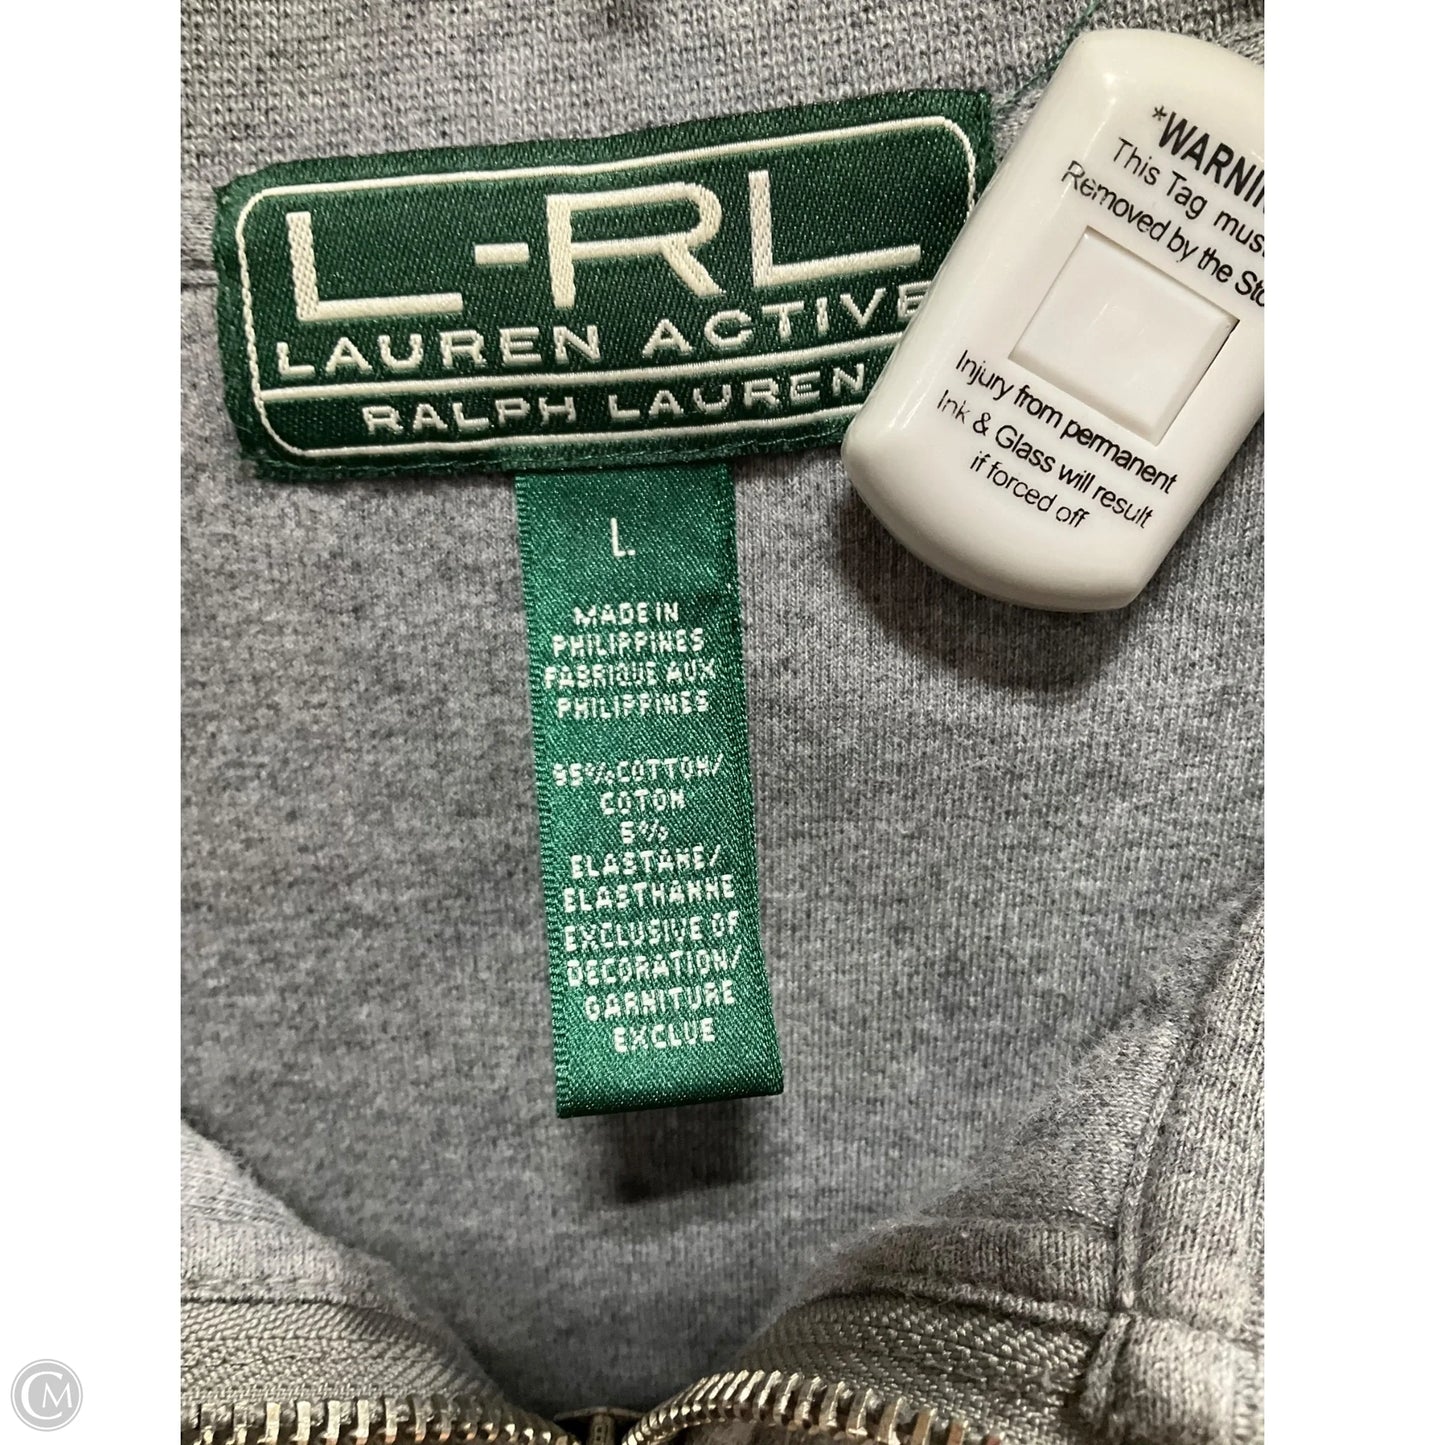 L-RL
LAUREN ACTIVE
RALPH LAUREN
L
MADE IN
PHILIPPINES
FABRIQUE AUX
PHILIPPINES
95% COTTON/
COTON
5%
ELASTANE/
ELASTHANNE
EXCLUSIVE OF
DECORATION/
GARNITURE
EXCLUE
*WARNIN
This Tag mus
Removed by the Sto
Injury from permanent
Ink & Glass will result
if forced off
CM